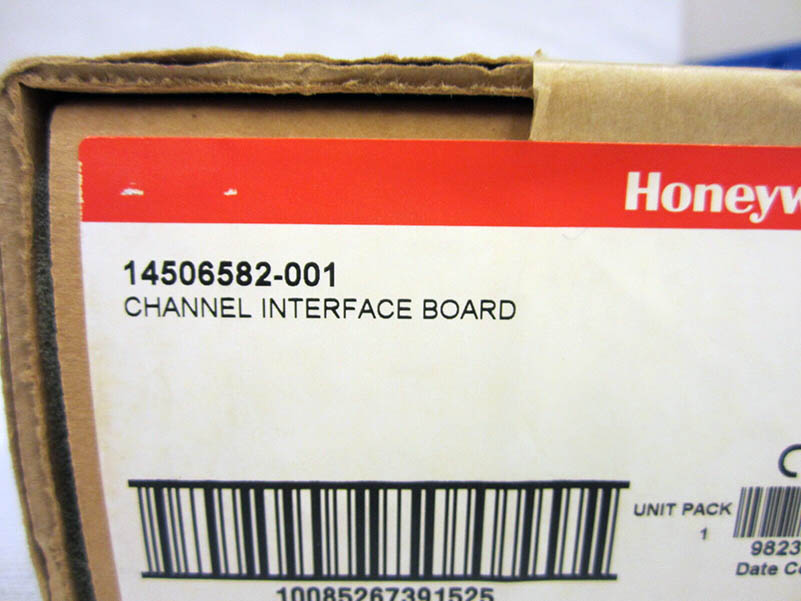 Honeyw
14506582-001
CHANNEL INTERFACE BOARD
UNIT PACK
1
9823
Date Co
10085267391525